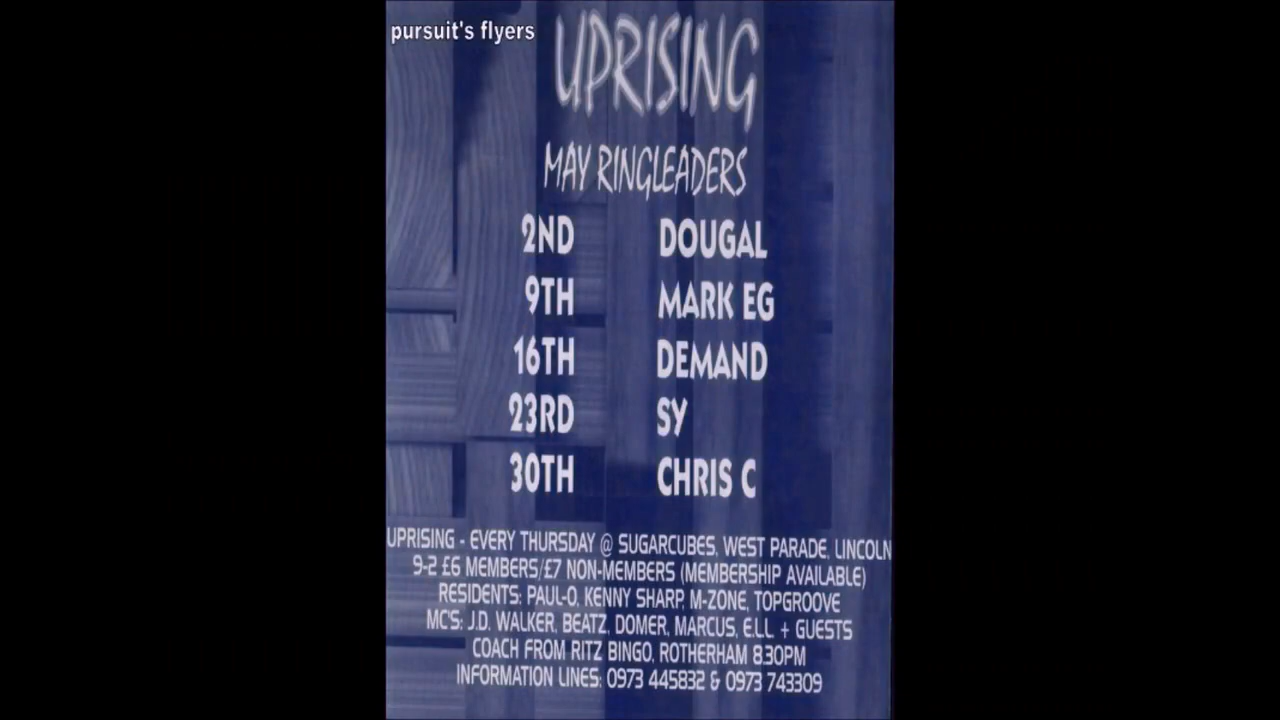 pursuit's flyers
UPRISING
MAY RINGLEADERS
2ND DOUGAL
9TH MARK EG
16TH DEMAND
23RD SY
30TH CHRIS C
UPRISING - EVERY THURSDAY @ SUGARCUBES, WEST PARADE, LINCOLN
9-2 £6 MEMBERS/£7 NON-MEMBERS (MEMBERSHIP AVAILABLE)
RESIDENTS: PAUL-O, KENNY SHARP, M-ZONE, TOPGROOVE
MC'S: J.D. WALKER, BEATZ, DOMER, MARCUS, E.L.L + GUESTS
COACH FROM RITZ BINGO, ROTHERHAM 8.30PM
INFORMATION LINES: 0973 445832 & 0973 743309